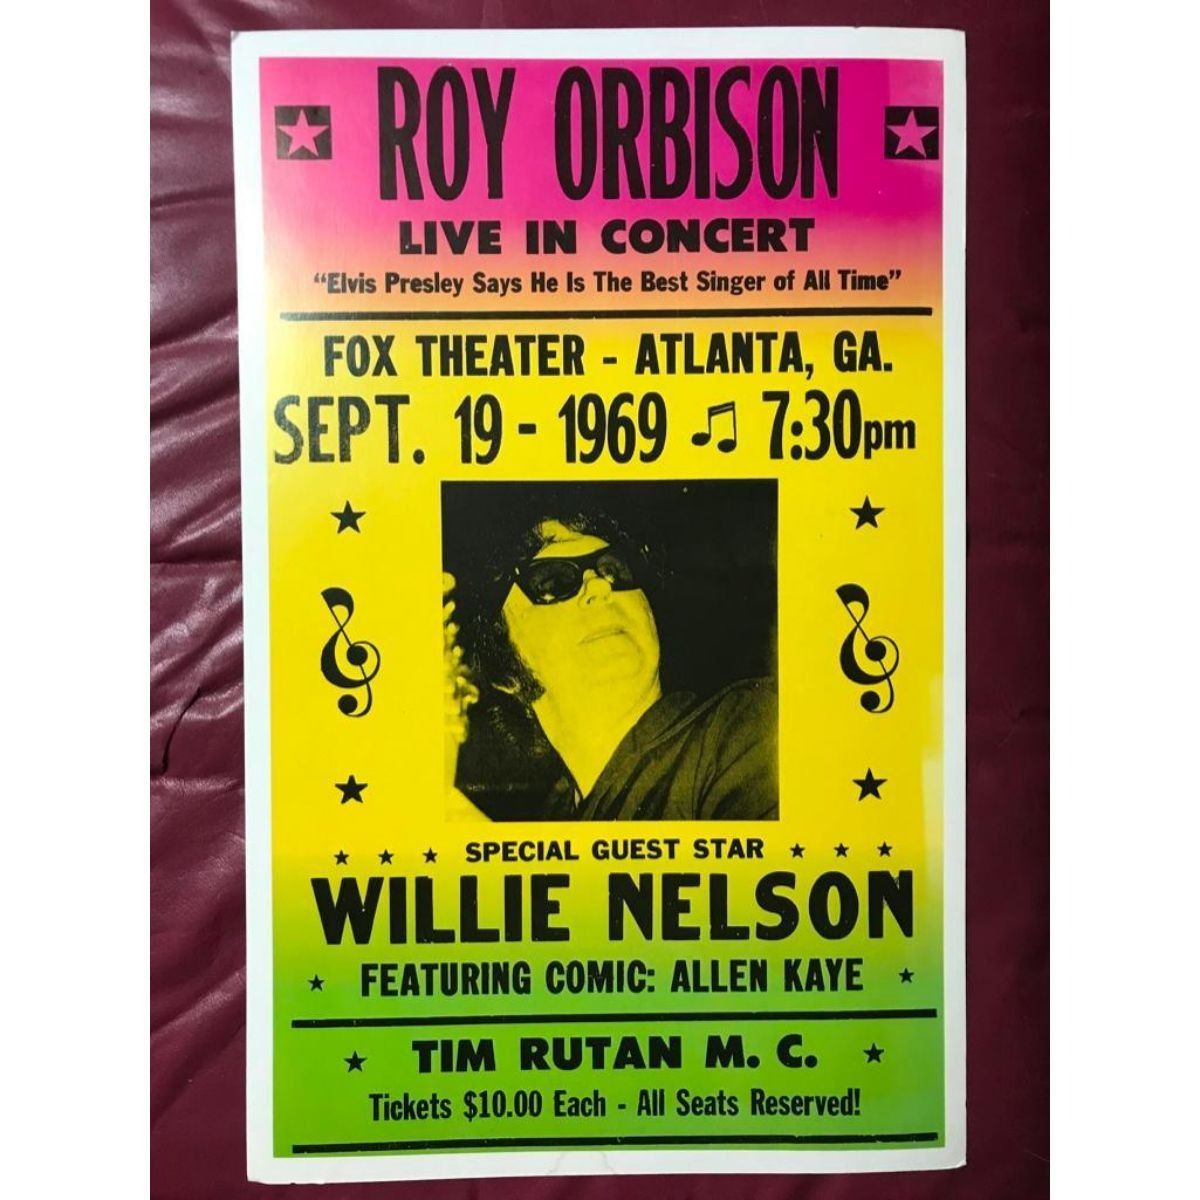 ROY ORBISON
LIVE IN CONCERT
“Elvis Presley Says He Is The Best Singer of All Time”
FOX THEATER - ATLANTA, GA.
SEPT. 19 - 1969 7:30pm
SPECIAL GUEST STAR
WILLIE NELSON
FEATURING COMIC: ALLEN KAYE
TIM RUTAN M. C.
Tickets $10.00 Each - All Seats Reserved!